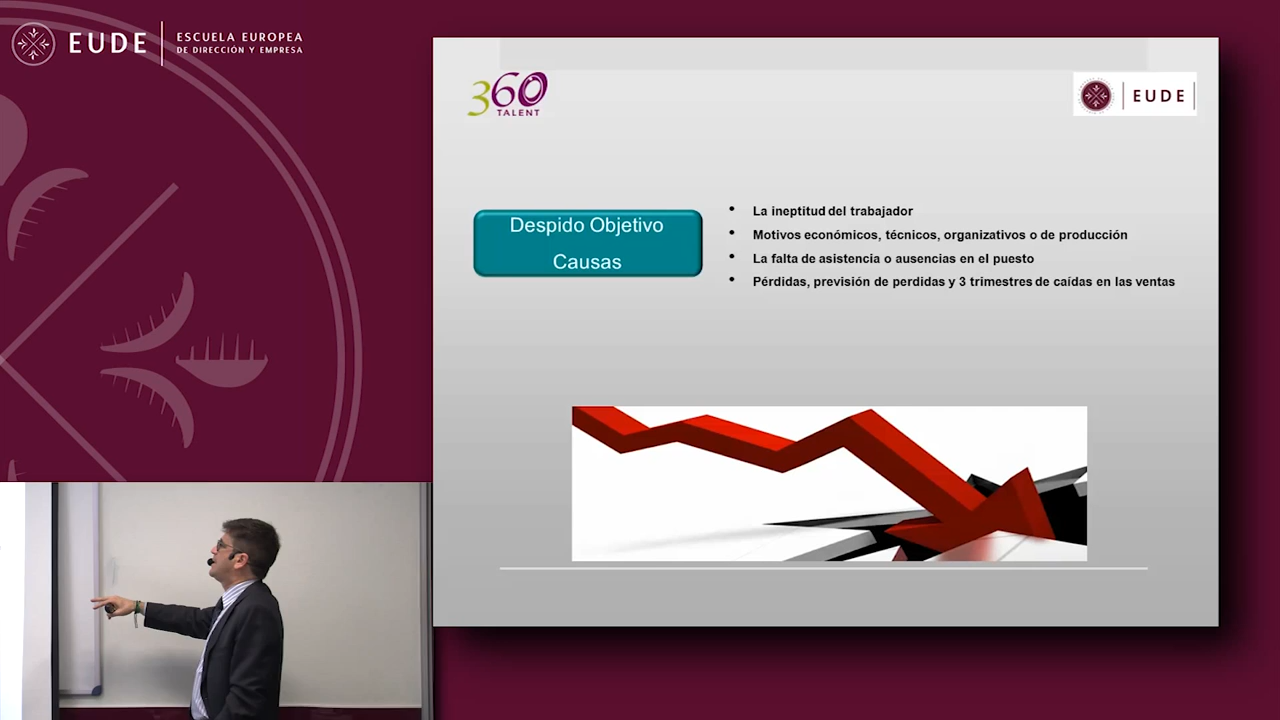 EUDE
ESCUELA EUROPEA
DE DIRECCIÓN Y EMPRESA
360
TALENT
EUDE
Despido Objetivo
Causas
• La ineptitud del trabajador
• Motivos económicos, técnicos, organizativos o de producción
• La falta de asistencia o ausencias en el puesto
• Pérdidas, previsión de perdidas y 3 trimestres de caídas en las ventas